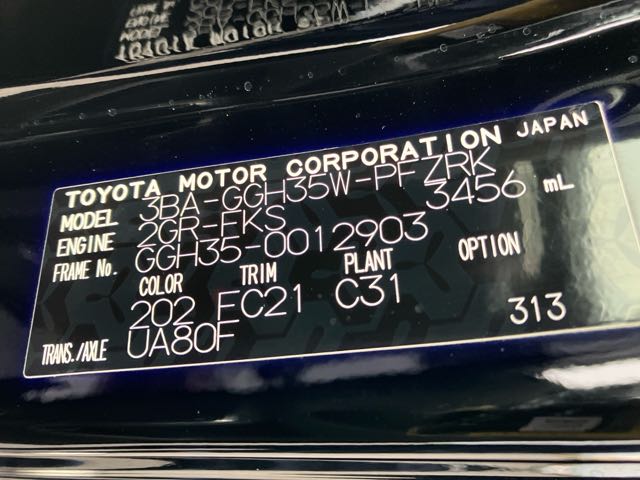 TOYOTA MOTOR CORPORATION JAPAN
MODEL 3BA-GGH35W-PFZRK
ENGINE 2GR-FKS 3456 mL
FRAME No. GGH35-0012903
COLOR TRIM PLANT OPTION
202 FC21 C31
TRANS./AXLE UA80F 313